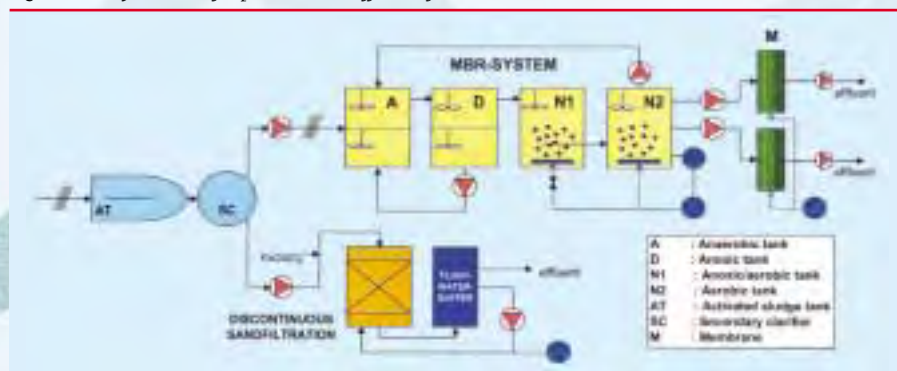 M
MBR-SYSTEM
A
D
N1
N2
effluent
effluent
AT
SC
effluent
DISCONTINUOUS
SANDFILTRATION
A : Anaerobic tank
D : Anoxic tank
N1 : Anoxic/aerobic tank
N2 : Aerobic tank
AT : Activated sludge tank
SC : Secondary clarifier
M : Membrane